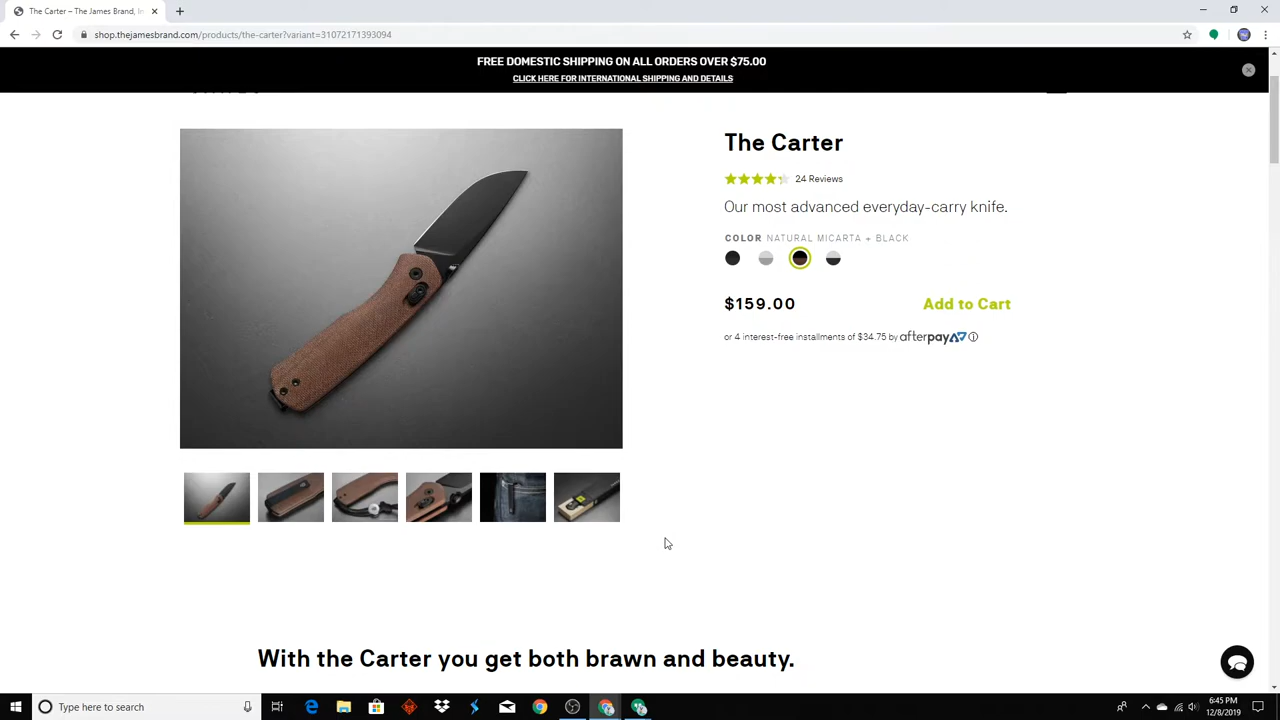 The Carter – The James Brand, In
shop.thejamesbrand.com/products/the-carter?variant=31072171393094
FREE DOMESTIC SHIPPING ON ALL ORDERS OVER $75.00
CLICK HERE FOR INTERNATIONAL SHIPPING AND DETAILS
The Carter
24 Reviews
Our most advanced everyday-carry knife.
COLOR NATURAL MICARTA + BLACK
$159.00 Add to Cart
or 4 interest-free installments of $34.75 by afterpay
With the Carter you get both brawn and beauty.
Type here to search
6:45 PM
12/8/2019